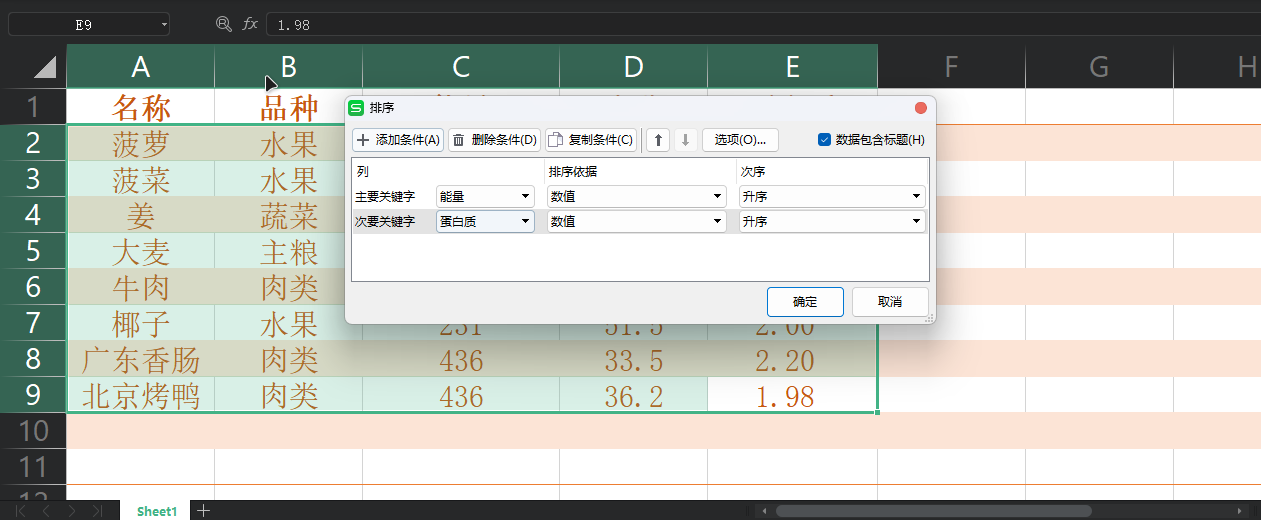 E9 fx 1.98
A B C D E F G H
1 名称 品种
排序
添加条件(A) 删除条件(D) 复制条件(C) 选项(O)... 数据包含标题(H)
列 排序依据 次序
主要关键字 能量 数值 升序
次要关键字 蛋白质 数值 升序
确定 取消
2 菠萝 水果
3 菠菜 水果
4 姜 蔬菜
5 大麦 主粮
6 牛肉 肉类
7 椰子 水果 231 31.5 2.00
8 广东香肠 肉类 436 33.5 2.20
9 北京烤鸭 肉类 436 36.2 1.98
10
11
12
Sheet1